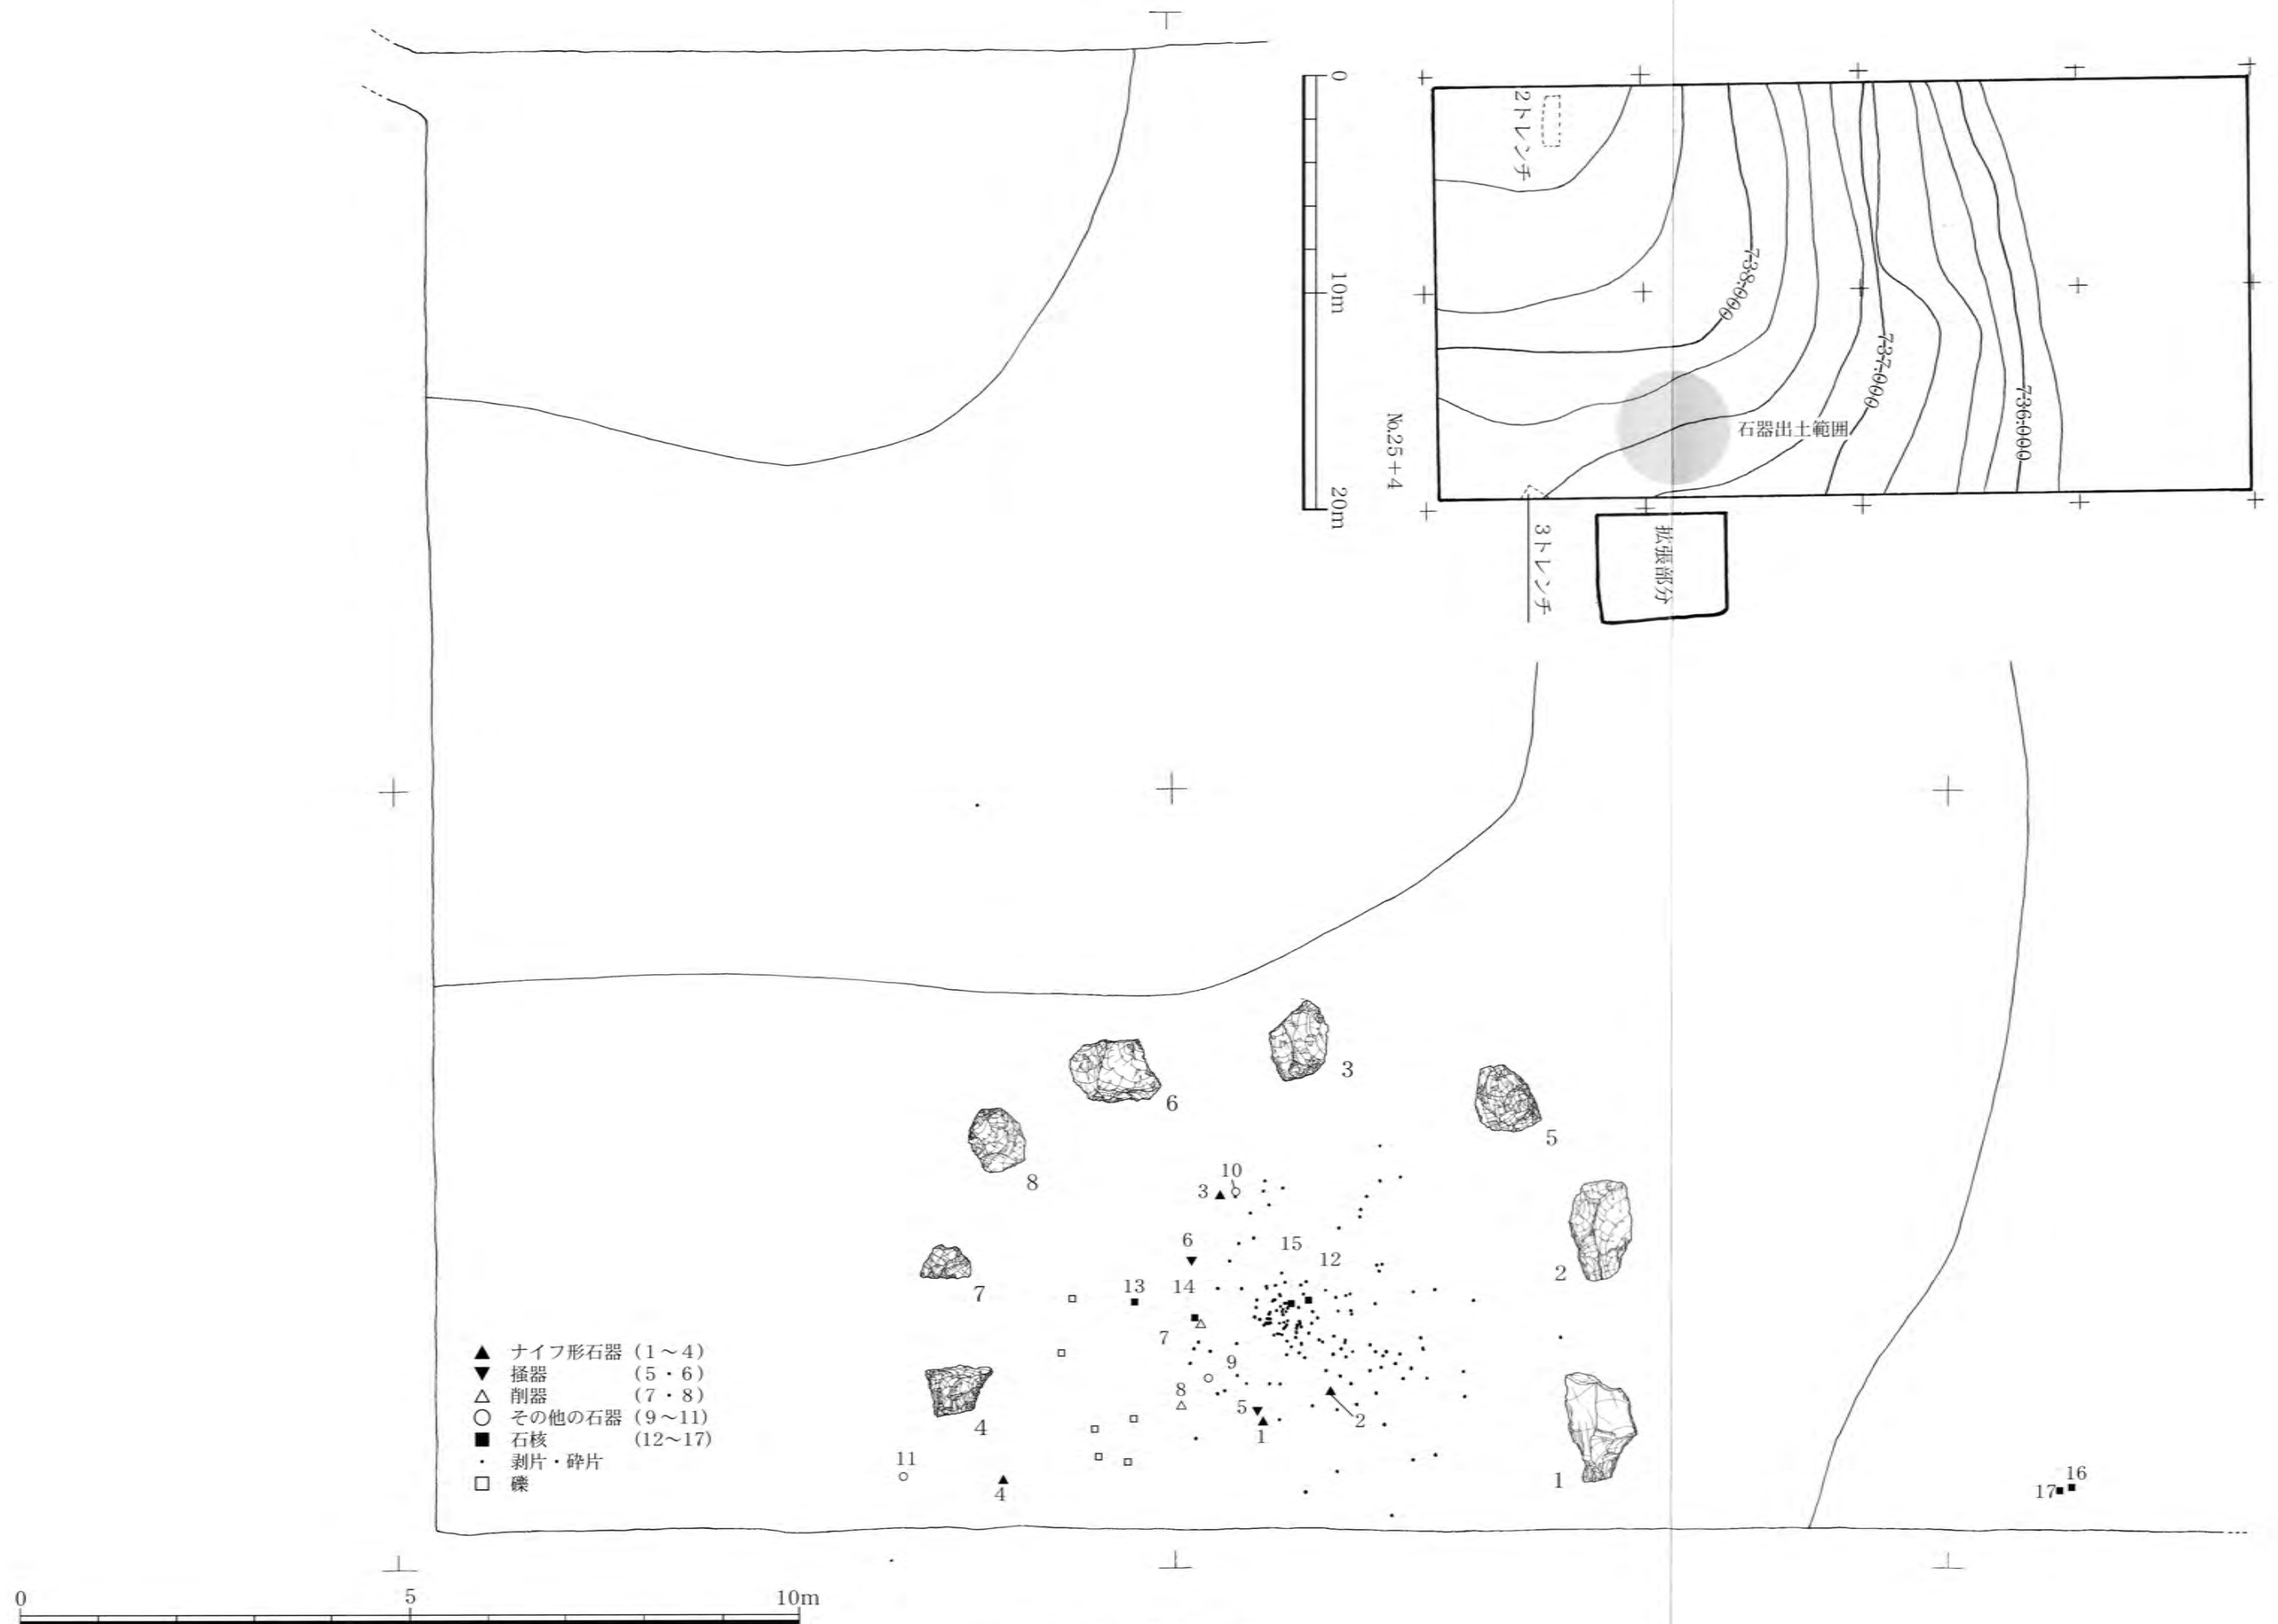 0
10m
20m
No.25+4
2トレンチ
738.000
737.000
736.000
石器出土範囲
3トレンチ
拡張部分
3
6
5
8
10
3
2
6
15
12
7
13
14
7
9
8
5
1
2
4
1
11
4
16
17
▲ ナイフ形石器 (1〜4)
▼ 掻器 (5・6)
△ 削器 (7・8)
○ その他の石器 (9〜11)
■ 石核 (12〜17)
・ 剥片・砕片
□ 礫
0 5 10m